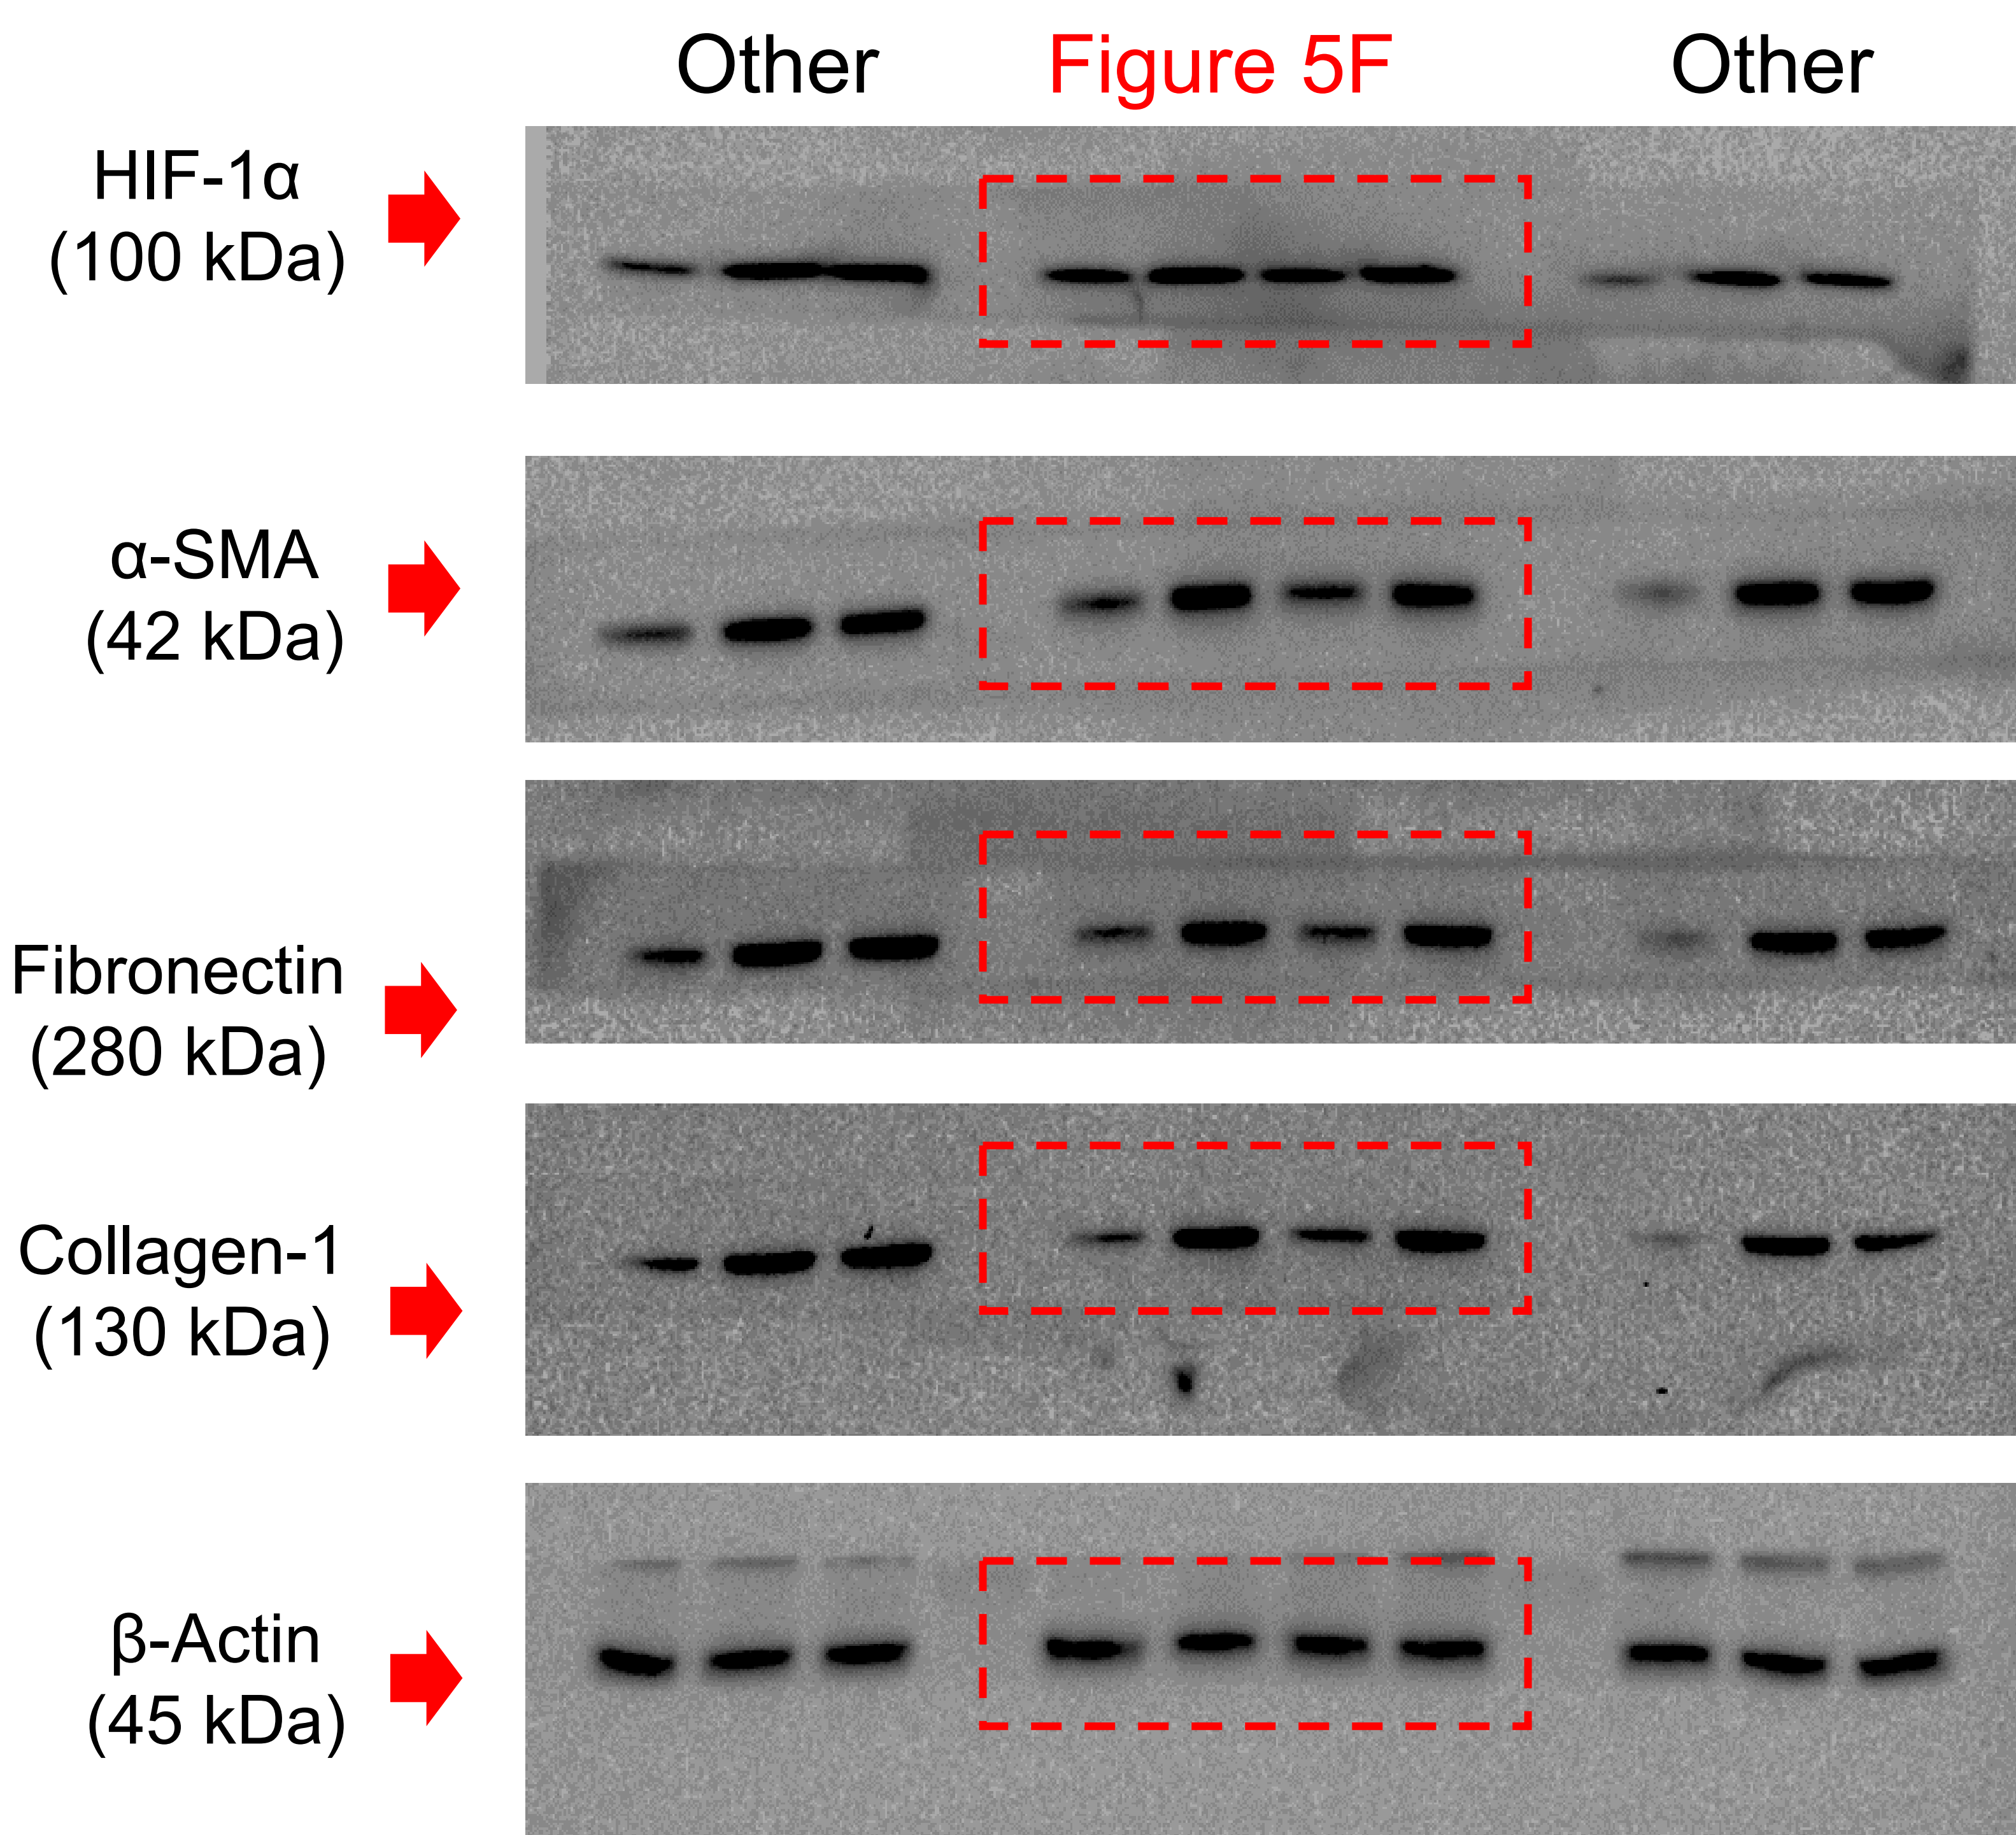 Other Figure 5F Other
HIF-1α
(100 kDa)
α-SMA
(42 kDa)
Fibronectin
(280 kDa)
Collagen-1
(130 kDa)
β-Actin
(45 kDa)